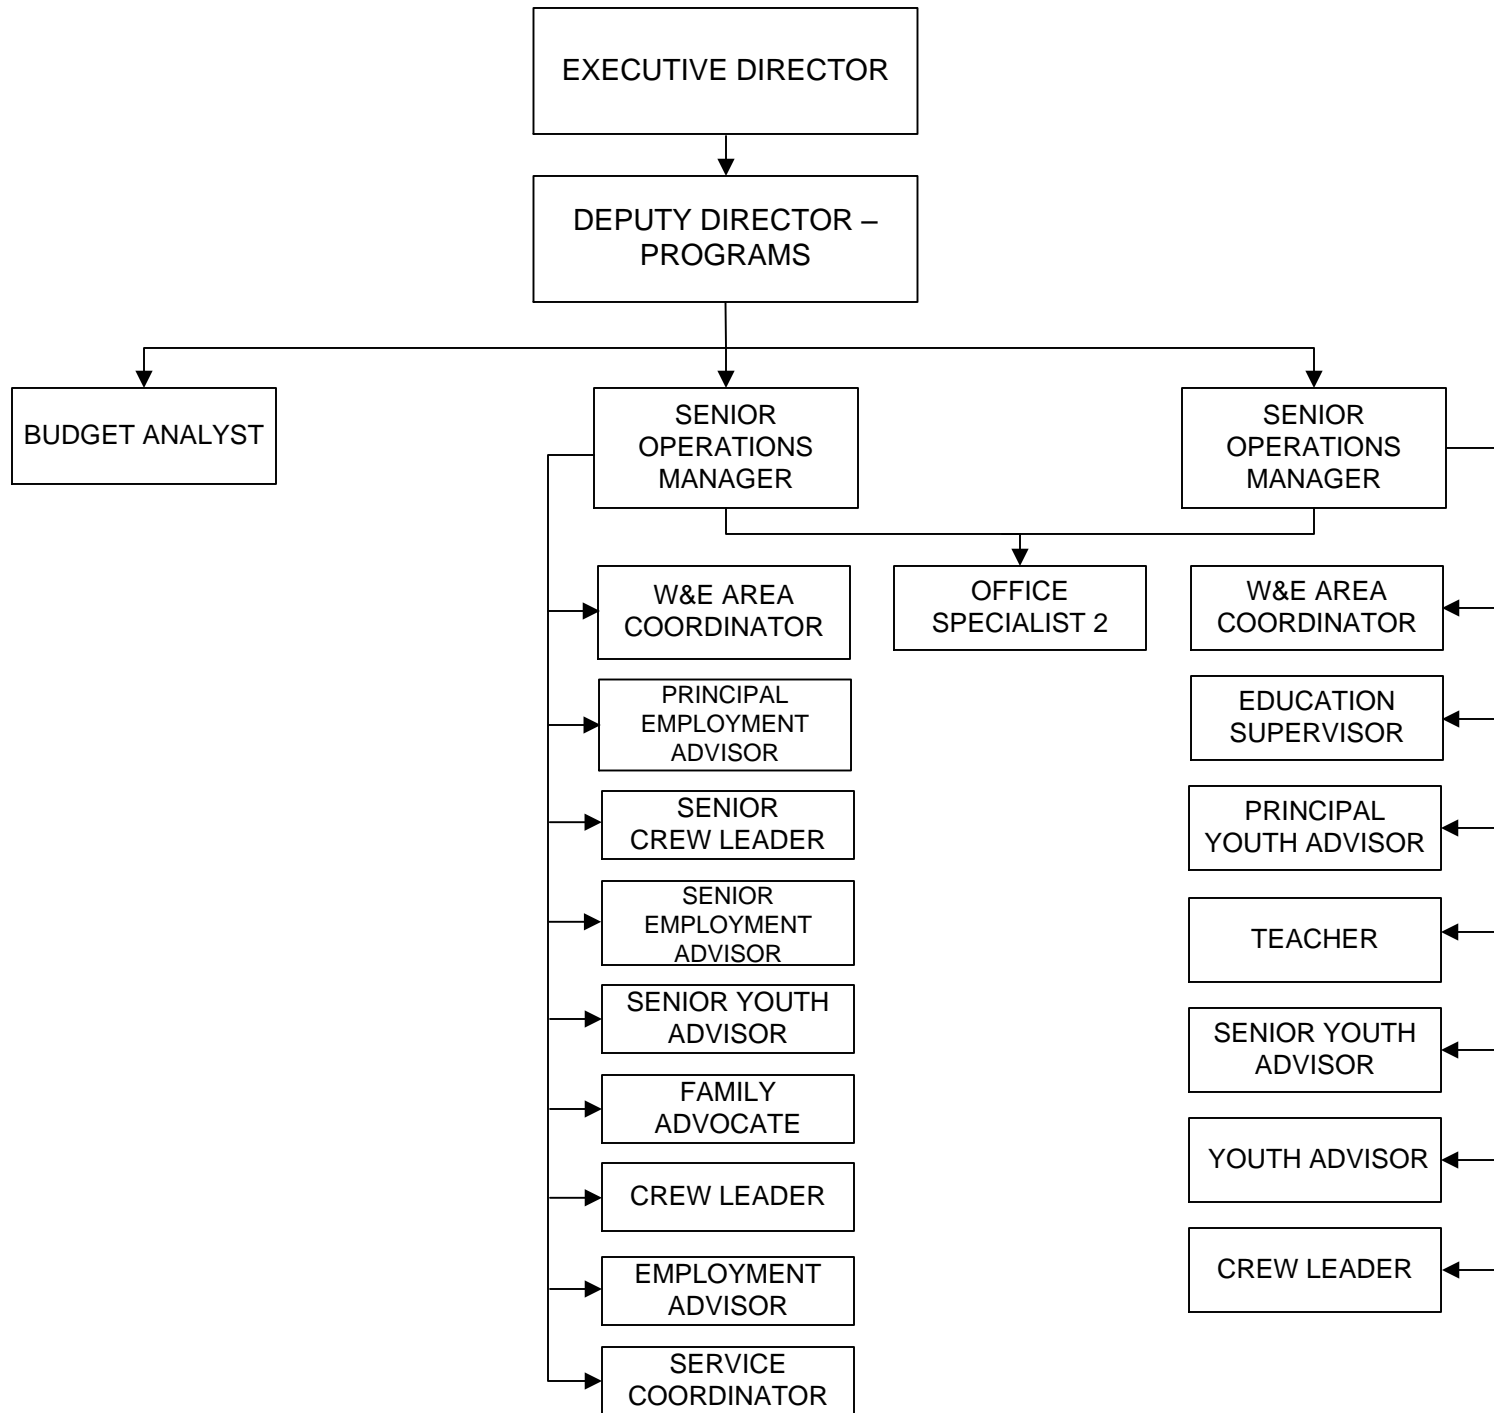 EXECUTIVE DIRECTOR
DEPUTY DIRECTOR –
PROGRAMS
BUDGET ANALYST
SENIOR
OPERATIONS
MANAGER
SENIOR
OPERATIONS
MANAGER
OFFICE
SPECIALIST 2
W&E AREA
COORDINATOR
PRINCIPAL
EMPLOYMENT
ADVISOR
SENIOR
CREW LEADER
SENIOR
EMPLOYMENT
ADVISOR
SENIOR YOUTH
ADVISOR
FAMILY
ADVOCATE
CREW LEADER
EMPLOYMENT
ADVISOR
SERVICE
COORDINATOR
W&E AREA
COORDINATOR
EDUCATION
SUPERVISOR
PRINCIPAL
YOUTH ADVISOR
TEACHER
SENIOR YOUTH
ADVISOR
YOUTH ADVISOR
CREW LEADER